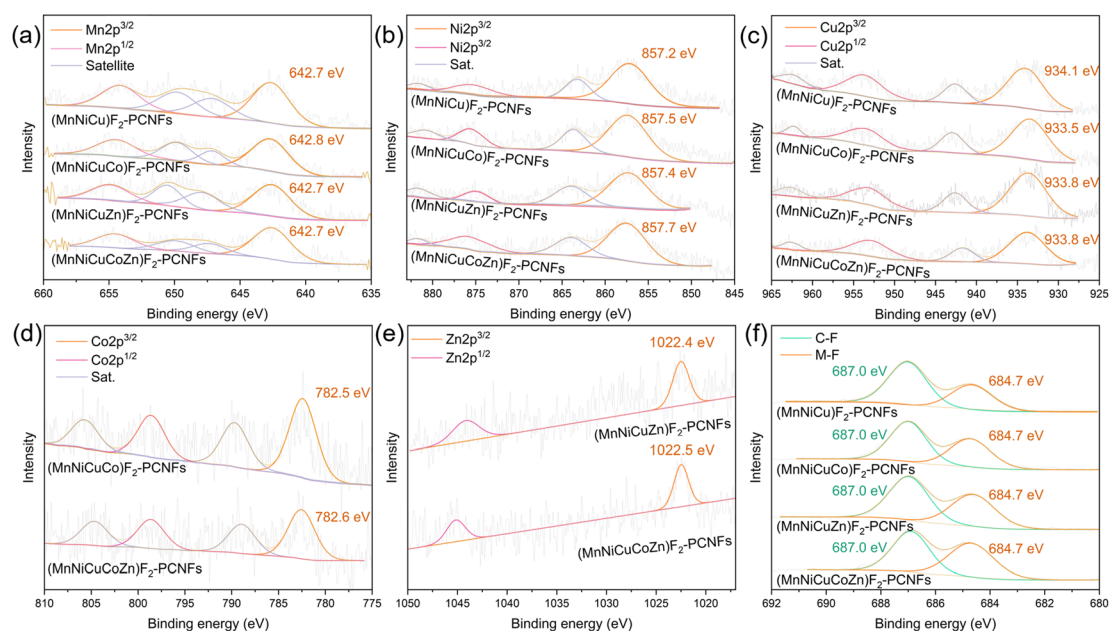 (a)
Mn2p3/2
Mn2p1/2
Satellite
642.7 eV
(MnNiCu)F2-PCNFs
642.8 eV
(MnNiCuCo)F2-PCNFs
642.7 eV
(MnNiCuZn)F2-PCNFs
642.7 eV
(MnNiCuCoZn)F2-PCNFs
Intensity
660 655 650 645 640 635
Binding energy (eV)
(b)
Ni2p3/2
Ni2p3/2
Sat.
857.2 eV
(MnNiCu)F2-PCNFs
857.5 eV
(MnNiCuCo)F2-PCNFs
857.4 eV
(MnNiCuZn)F2-PCNFs
857.7 eV
(MnNiCuCoZn)F2-PCNFs
Intensity
880 875 870 865 860 855 850 845
Binding energy (eV)
(c)
Cu2p3/2
Cu2p1/2
Sat.
934.1 eV
(MnNiCu)F2-PCNFs
933.5 eV
(MnNiCuCo)F2-PCNFs
933.8 eV
(MnNiCuZn)F2-PCNFs
933.8 eV
(MnNiCuCoZn)F2-PCNFs
Intensity
965 960 955 950 945 940 935 930 925
Binding energy (eV)
(d)
Co2p3/2
Co2p1/2
Sat.
782.5 eV
(MnNiCuCo)F2-PCNFs
782.6 eV
(MnNiCuCoZn)F2-PCNFs
Intensity
810 805 800 795 790 785 780 775
Binding energy (eV)
(e)
Zn2p3/2
Zn2p1/2
1022.4 eV
(MnNiCuZn)F2-PCNFs
1022.5 eV
(MnNiCuCoZn)F2-PCNFs
Intensity
1050 1045 1040 1035 1030 1025 1020
Binding energy (eV)
(f)
C-F
M-F
687.0 eV
684.7 eV
(MnNiCu)F2-PCNFs
687.0 eV
684.7 eV
(MnNiCuCo)F2-PCNFs
687.0 eV
684.7 eV
(MnNiCuZn)F2-PCNFs
687.0 eV
684.7 eV
(MnNiCuCoZn)F2-PCNFs
Intensity
692 690 688 686 684 682 680
Binding energy (eV)